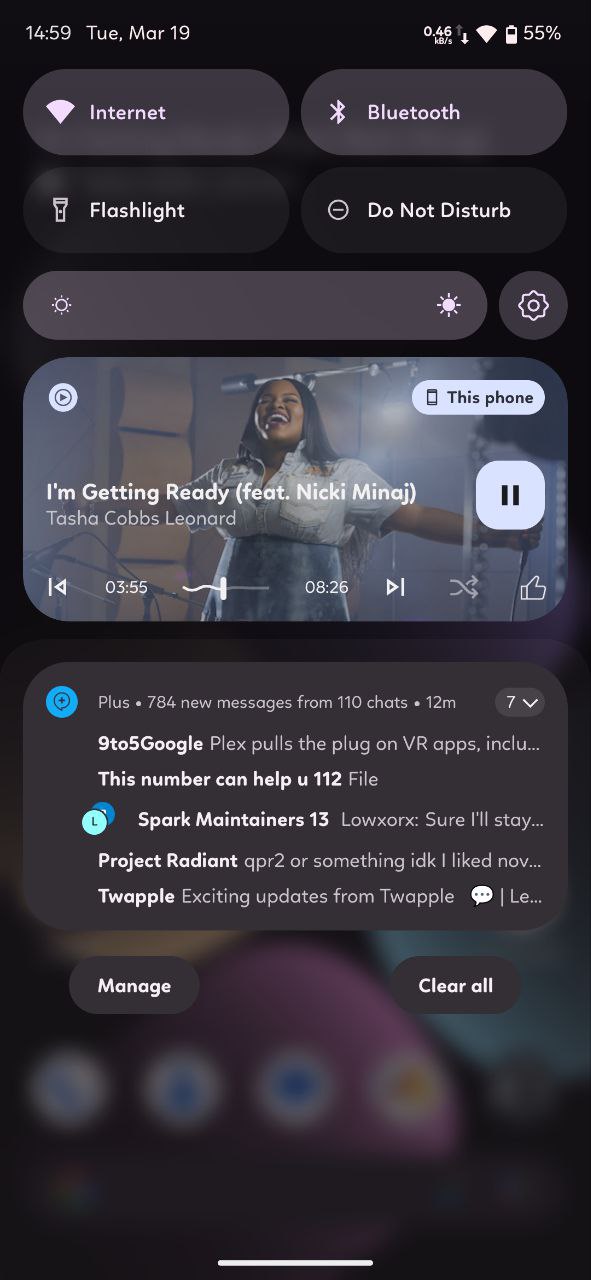 14:59 Tue, Mar 19 0.46 kB/s 55%
Internet Bluetooth
Flashlight Do Not Disturb
This phone
I'm Getting Ready (feat. Nicki Minaj)
Tasha Cobbs Leonard
03:55 08:26
Plus • 784 new messages from 110 chats • 12m 7
9to5Google Plex pulls the plug on VR apps, inclu...
This number can help u 112 File
L Spark Maintainers 13 Lowxorx: Sure I'll stay...
Project Radiant qpr2 or something idk I liked nov...
Twapple Exciting updates from Twapple 💬 | Le...
Manage Clear all